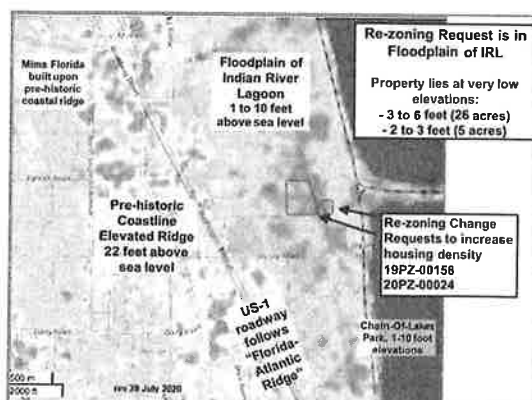 Re-zoning Request is in
Floodplain of IRL
Property lies at very low
elevations:
- 3 to 6 feet (26 acres)
- 2 to 3 feet (5 acres)
Mims Florida
built upon
pre-historic
coastal ridge
Floodplain of
Indian River
Lagoon
1 to 10 feet
above sea level
Pre-historic
Coastline
Elevated Ridge
22 feet above
sea level
Re-zoning Change
Requests to increase
housing density
19PZ-00158
20PZ-00024
US-1
roadway
follows
"Florida-
Atlantic
Ridge"
Chain-Of-Lakes
Park, 1-10 foot
elevations
500 m
2000 ft
rev 29 July 2020